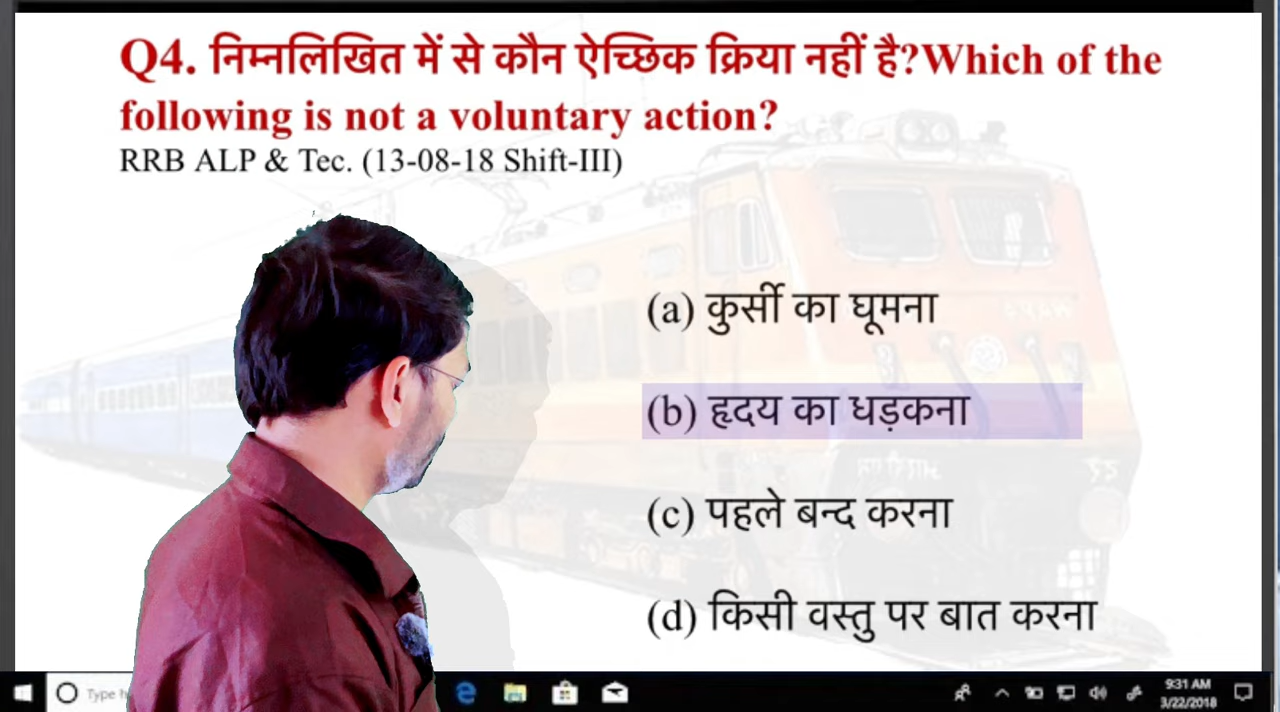 Q4. निम्नलिखित में से कौन ऐच्छिक क्रिया नहीं है?Which of the
following is not a voluntary action?
RRB ALP & Tec. (13-08-18 Shift-III)
(a) कुर्सी का घूमना
(b) हृदय का धड़कना
(c) पहले बन्द करना
(d) किसी वस्तु पर बात करना
Type h
9:31 AM
3/22/2018